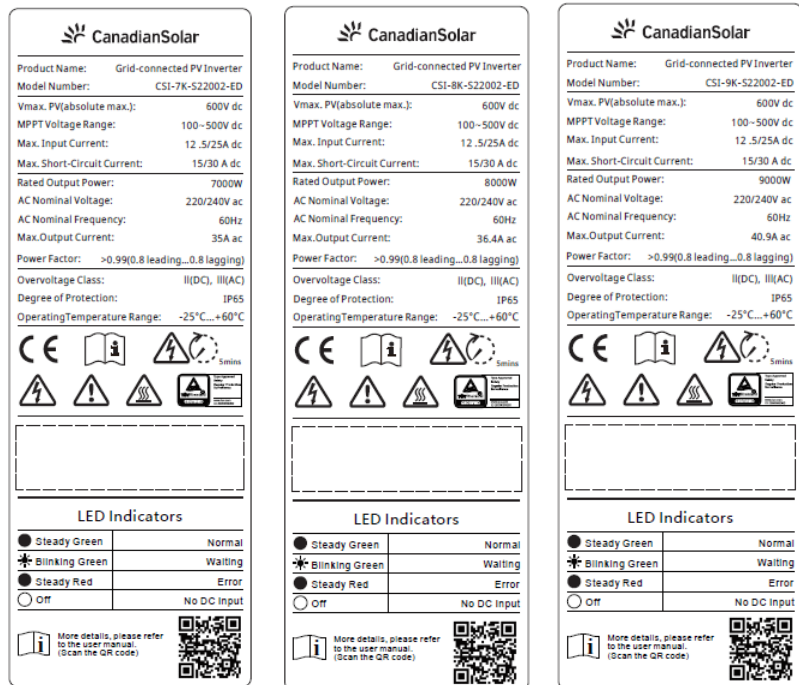 CanadianSolar
Product Name: Grid-connected PV Inverter
Model Number: CSI-7K-S22002-ED
Vmax. PV(absolute max.): 600V dc
MPPT Voltage Range: 100~500V dc
Max. Input Current: 12 .5/25A dc
Max. Short-Circuit Current: 15/30 A dc
Rated Output Power: 7000W
AC Nominal Voltage: 220/240V ac
AC Nominal Frequency: 60Hz
Max.Output Current: 35A ac
Power Factor: >0.99(0.8 leading...0.8 lagging)
Overvoltage Class: II(DC), III(AC)
Degree of Protection: IP65
OperatingTemperature Range: -25°C...+60°C
CE
5mins
LED Indicators
Steady Green Normal
Blinking Green Waiting
Steady Red Error
Off No DC Input
More details, please refer
to the user manual.
(Scan the QR code)
CanadianSolar
Product Name: Grid-connected PV Inverter
Model Number: CSI-8K-S22002-ED
Vmax. PV(absolute max.): 600V dc
MPPT Voltage Range: 100~500V dc
Max. Input Current: 12 .5/25A dc
Max. Short-Circuit Current: 15/30 A dc
Rated Output Power: 8000W
AC Nominal Voltage: 220/240V ac
AC Nominal Frequency: 60Hz
Max.Output Current: 36.4A ac
Power Factor: >0.99(0.8 leading...0.8 lagging)
Overvoltage Class: II(DC), III(AC)
Degree of Protection: IP65
OperatingTemperature Range: -25°C...+60°C
CE
5mins
LED Indicators
Steady Green Normal
Blinking Green Waiting
Steady Red Error
Off No DC Input
More details, please refer
to the user manual.
(Scan the QR code)
CanadianSolar
Product Name: Grid-connected PV Inverter
Model Number: CSI-9K-S22002-ED
Vmax. PV(absolute max.): 600V dc
MPPT Voltage Range: 100~500V dc
Max. Input Current: 12 .5/25A dc
Max. Short-Circuit Current: 15/30 A dc
Rated Output Power: 9000W
AC Nominal Voltage: 220/240V ac
AC Nominal Frequency: 60Hz
Max.Output Current: 40.9A ac
Power Factor: >0.99(0.8 leading...0.8 lagging)
Overvoltage Class: II(DC), III(AC)
Degree of Protection: IP65
OperatingTemperature Range: -25°C...+60°C
CE
5mins
LED Indicators
Steady Green Normal
Blinking Green Waiting
Steady Red Error
Off No DC Input
More details, please refer
to the user manual.
(Scan the QR code)